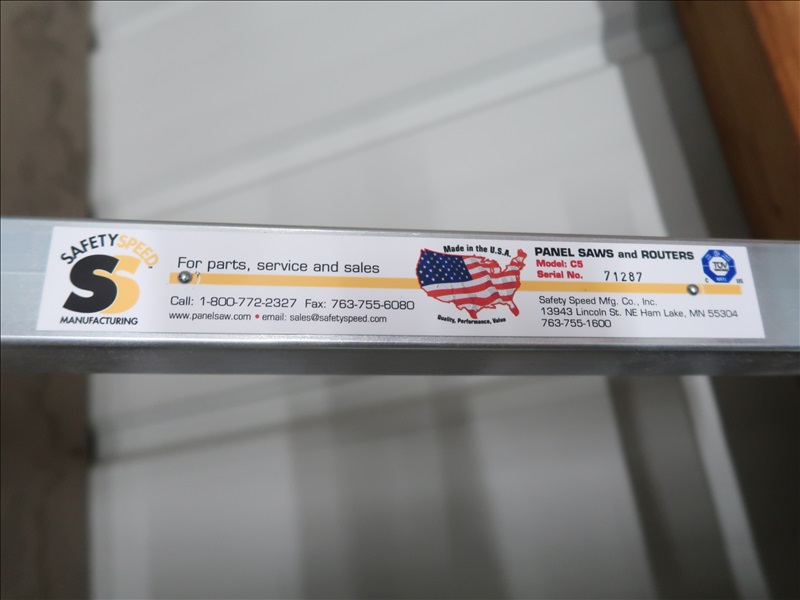 SAFETY SPEED
SS
MANUFACTURING
For parts, service and sales
Call: 1-800-772-2327 Fax: 763-755-6080
www.panelsaw.com • email: sales@safetyspeed.com
Made in the U.S.A.
Quality, Performance, Value
PANEL SAWS and ROUTERS
Model: C5
Serial No. 71287
Safety Speed Mfg. Co., Inc.
13943 Lincoln St. NE Ham Lake, MN 55304
763-755-1600
TÜV
C US